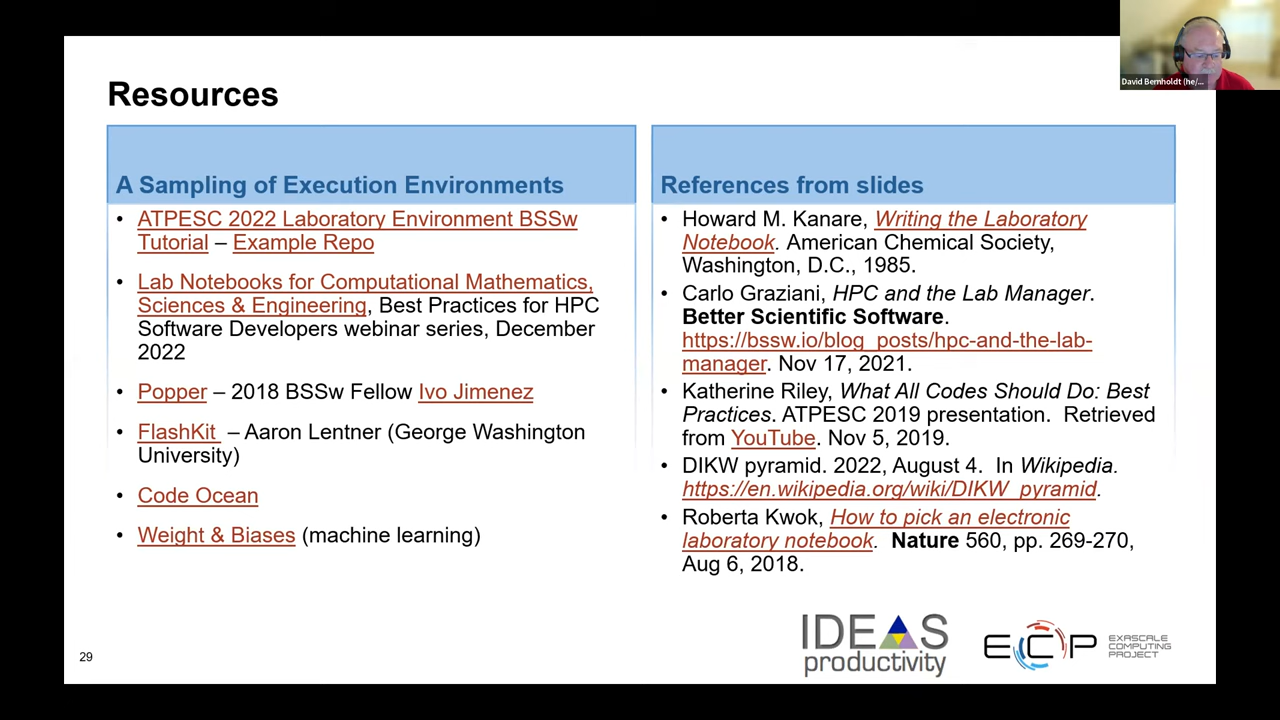 David Bernholdt (he/...
Resources
A Sampling of Execution Environments
• ATPESC 2022 Laboratory Environment BSSw
Tutorial – Example Repo
• Lab Notebooks for Computational Mathematics,
Sciences & Engineering, Best Practices for HPC
Software Developers webinar series, December
2022
• Popper – 2018 BSSw Fellow Ivo Jimenez
• FlashKit – Aaron Lentner (George Washington
University)
• Code Ocean
• Weight & Biases (machine learning)
References from slides
• Howard M. Kanare, Writing the Laboratory
Notebook. American Chemical Society,
Washington, D.C., 1985.
• Carlo Graziani, HPC and the Lab Manager.
Better Scientific Software.
https://bssw.io/blog_posts/hpc-and-the-lab-
manager. Nov 17, 2021.
• Katherine Riley, What All Codes Should Do: Best
Practices. ATPESC 2019 presentation. Retrieved
from YouTube. Nov 5, 2019.
• DIKW pyramid. 2022, August 4. In Wikipedia.
https://en.wikipedia.org/wiki/DIKW_pyramid.
• Roberta Kwok, How to pick an electronic
laboratory notebook. Nature 560, pp. 269-270,
Aug 6, 2018.
29
IDEAS
productivity
ECP
EXASCALE
COMPUTING
PROJECT